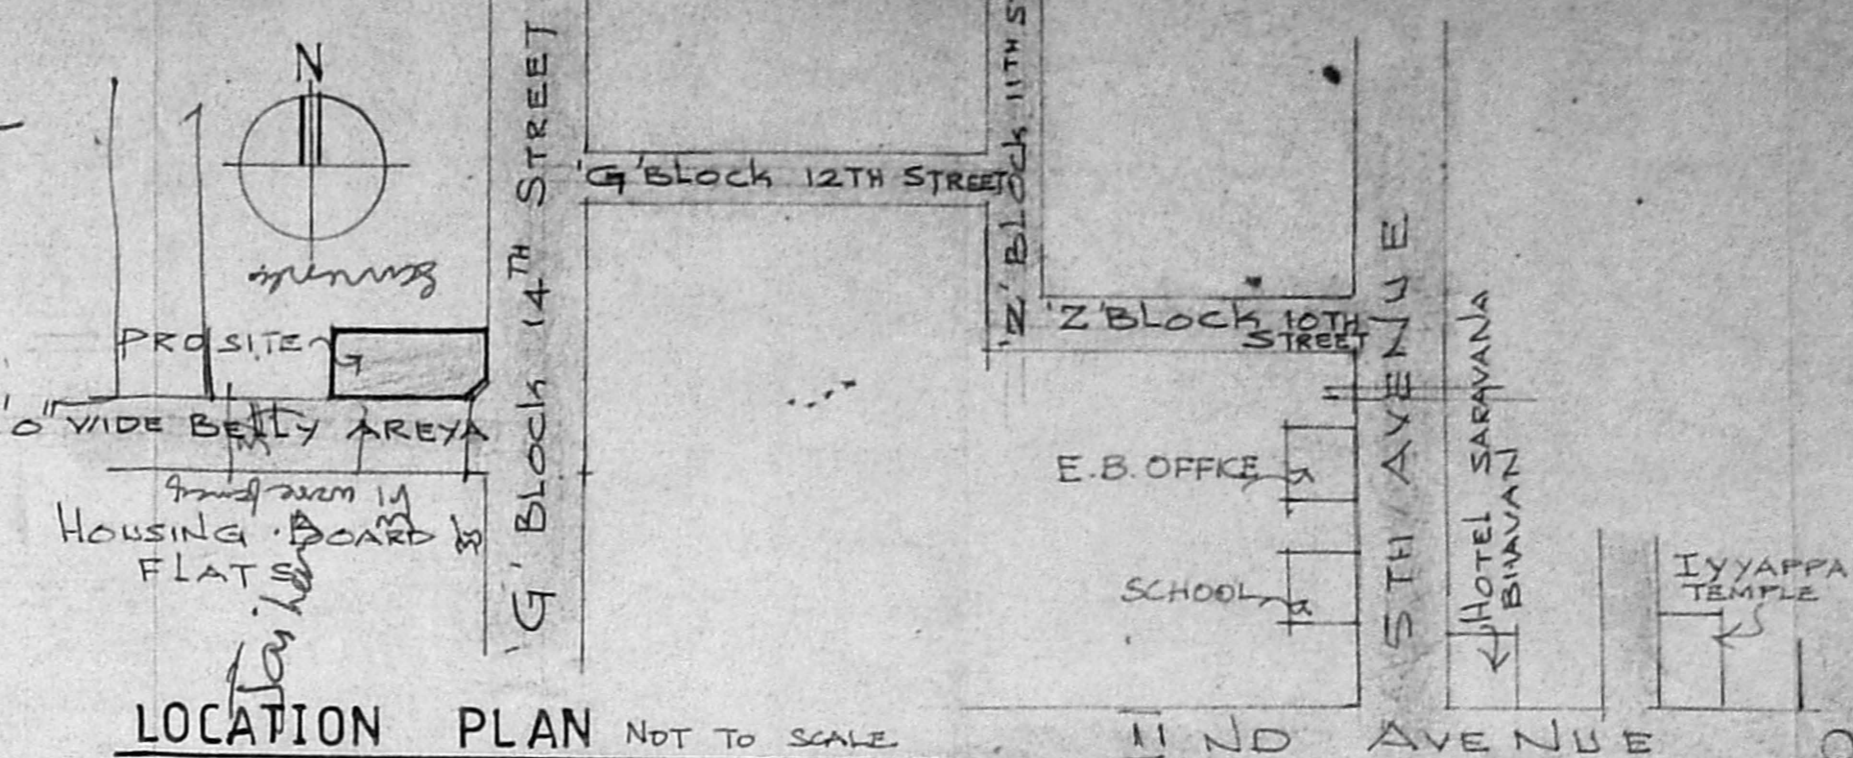 N
'G' BLOCK 14TH STREET
'G' BLOCK 12TH STREET
'Z' BLOCK 11TH
'Z' BLOCK 10TH
STREET
5TH AVENUE
PRO SITE
WIDE BELLY AREYA
HOUSING BOARD
FLATS
E.B. OFFICE
SCHOOL
HOTEL SARAVANA
BHAVAN
IYYAPPA
TEMPLE
LOCATION PLAN NOT TO SCALE
II ND AVENUE